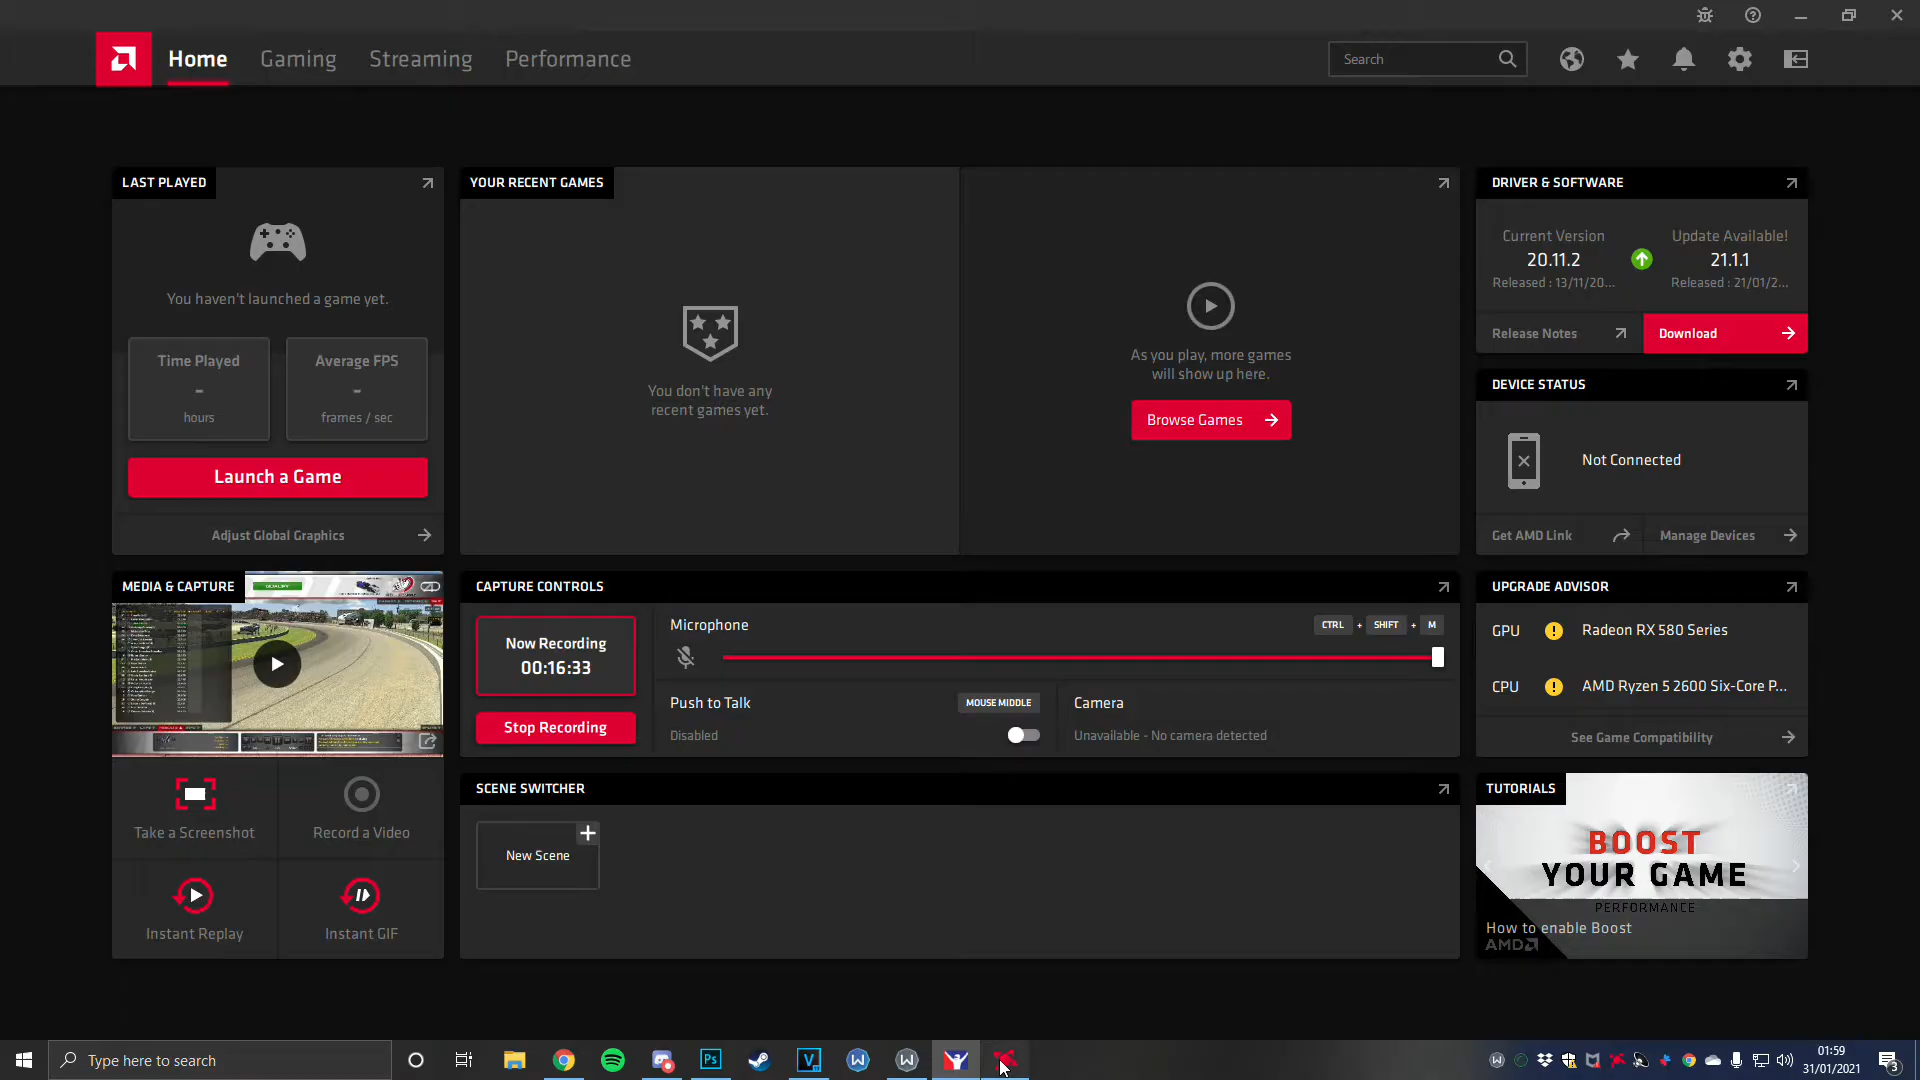 Home
Gaming
Streaming
Performance
Search
LAST PLAYED
You haven't launched a game yet.
Time Played
-
hours
Average FPS
-
frames / sec
Launch a Game
Adjust Global Graphics
YOUR RECENT GAMES
You don't have any
recent games yet.
As you play, more games
will show up here.
Browse Games
DRIVER & SOFTWARE
Current Version
20.11.2
Released : 13/11/20...
Update Available!
21.1.1
Released : 21/01/2...
Release Notes
Download
DEVICE STATUS
Not Connected
Get AMD Link
Manage Devices
MEDIA & CAPTURE
QUALIFY
Take a Screenshot
Record a Video
Instant Replay
Instant GIF
CAPTURE CONTROLS
Now Recording
00:16:33
Stop Recording
Microphone
CTRL + SHIFT + M
Push to Talk
MOUSE MIDDLE
Disabled
Camera
Unavailable - No camera detected
SCENE SWITCHER
New Scene
UPGRADE ADVISOR
GPU
Radeon RX 580 Series
CPU
AMD Ryzen 5 2600 Six-Core P...
See Game Compatibility
TUTORIALS
BOOST
YOUR GAME
PERFORMANCE
How to enable Boost
AMD
Type here to search
Ps
V
W
W
W
01:59
31/01/2021
3